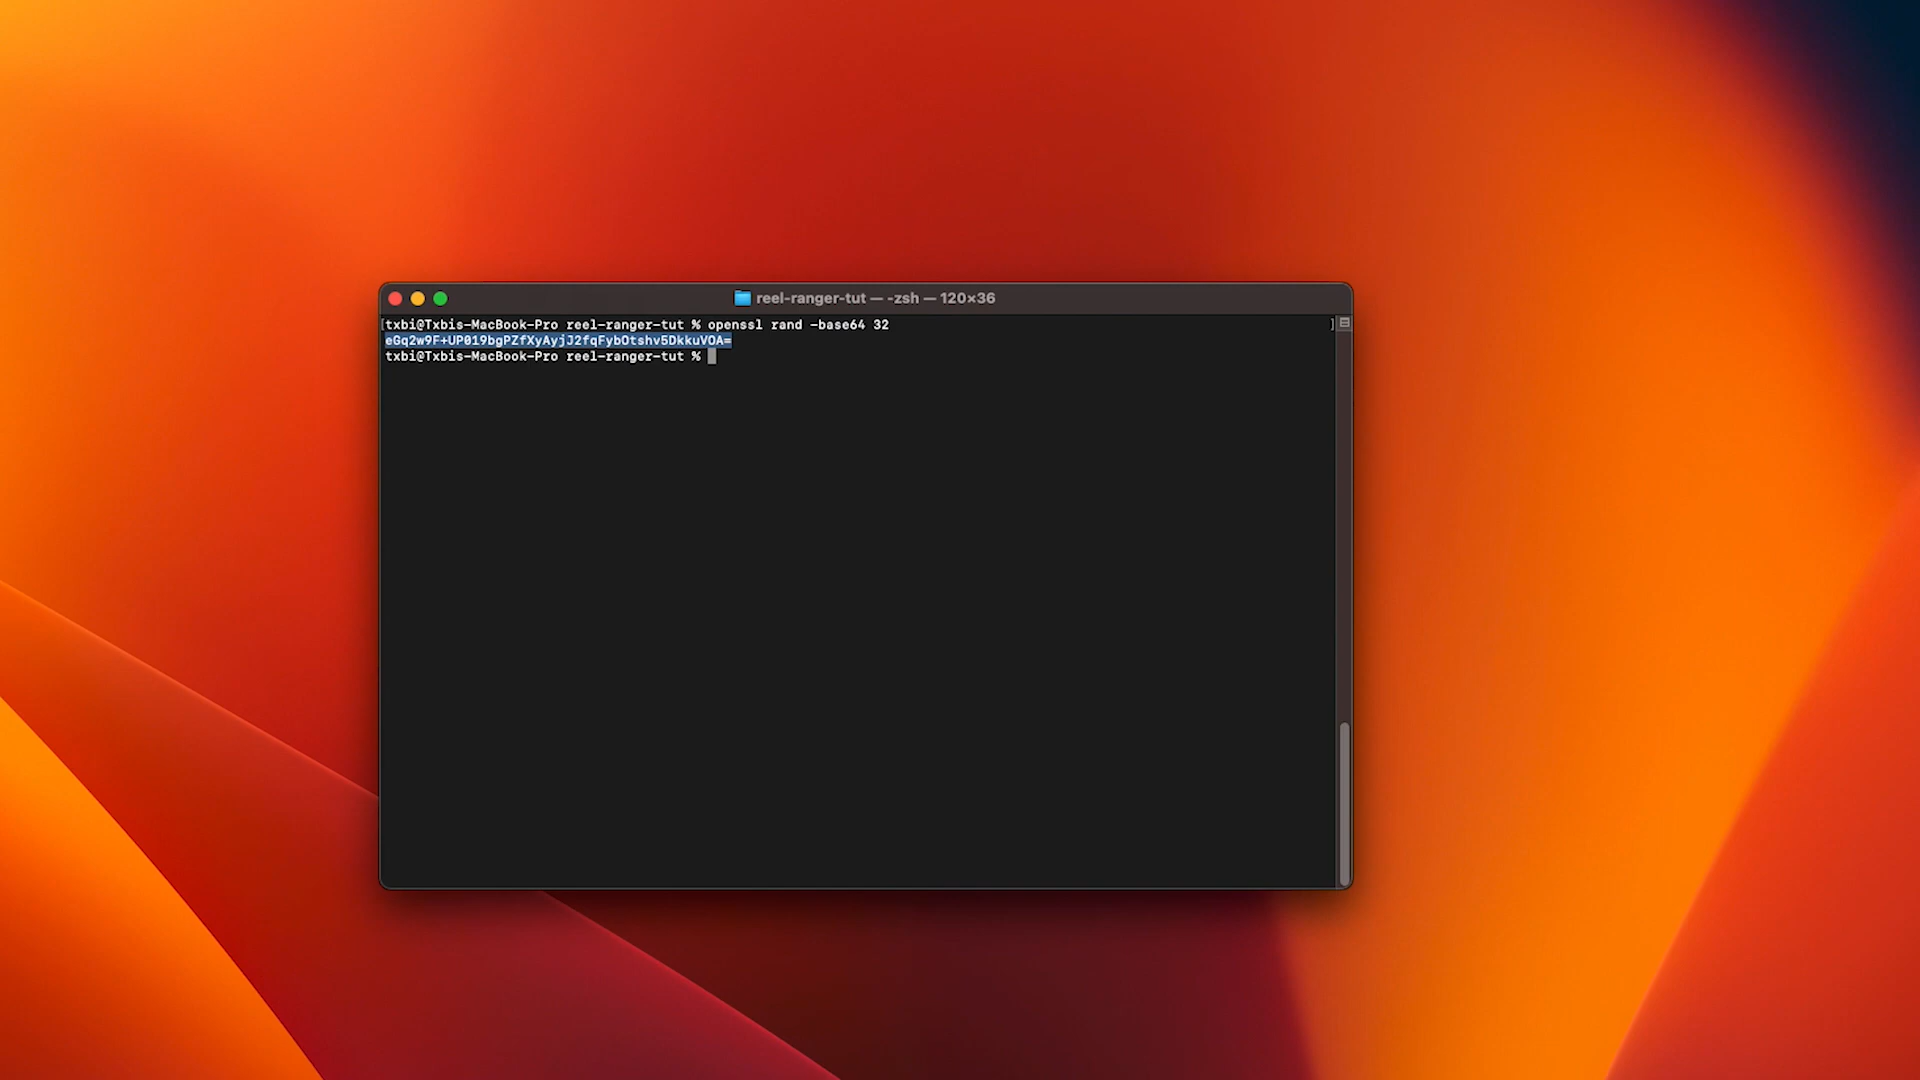 reel-ranger-tut — -zsh — 120×36
[txbi@Txbis-MacBook-Pro reel-ranger-tut % openssl rand -base64 32 ]
eGq2w9F+UP019bgPZfXyAyjJ2fqFybOtshv5DkkuVOA=
txbi@Txbis-MacBook-Pro reel-ranger-tut %